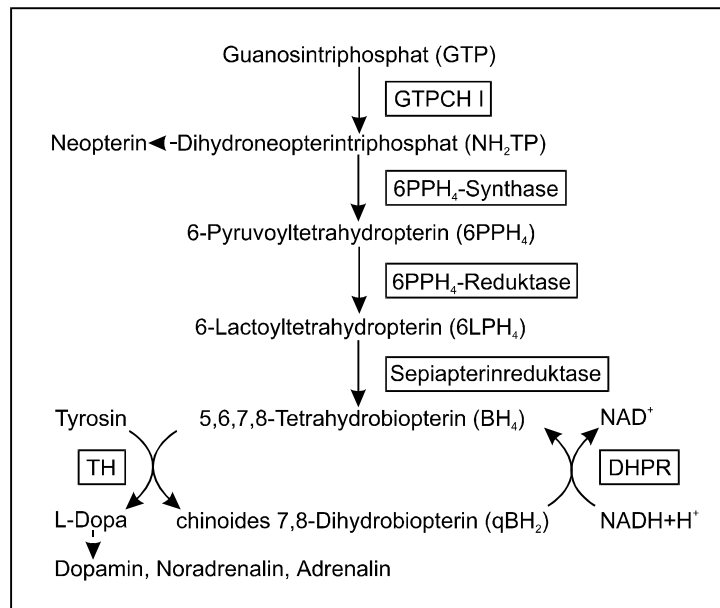 Guanosintriphosphat (GTP)
GTPCH I
Neopterin Dihydroneopterintriphosphat (NH₂TP)
6PPH₄-Synthase
6-Pyruvoyltetrahydropterin (6PPH₄)
6PPH₄-Reduktase
6-Lactoyltetrahydropterin (6LPH₄)
Sepiapterinreduktase
Tyrosin 5,6,7,8-Tetrahydrobiopterin (BH₄) NAD⁺
TH DHPR
L-Dopa chinoides 7,8-Dihydrobiopterin (qBH₂) NADH+H⁺
Dopamin, Noradrenalin, Adrenalin